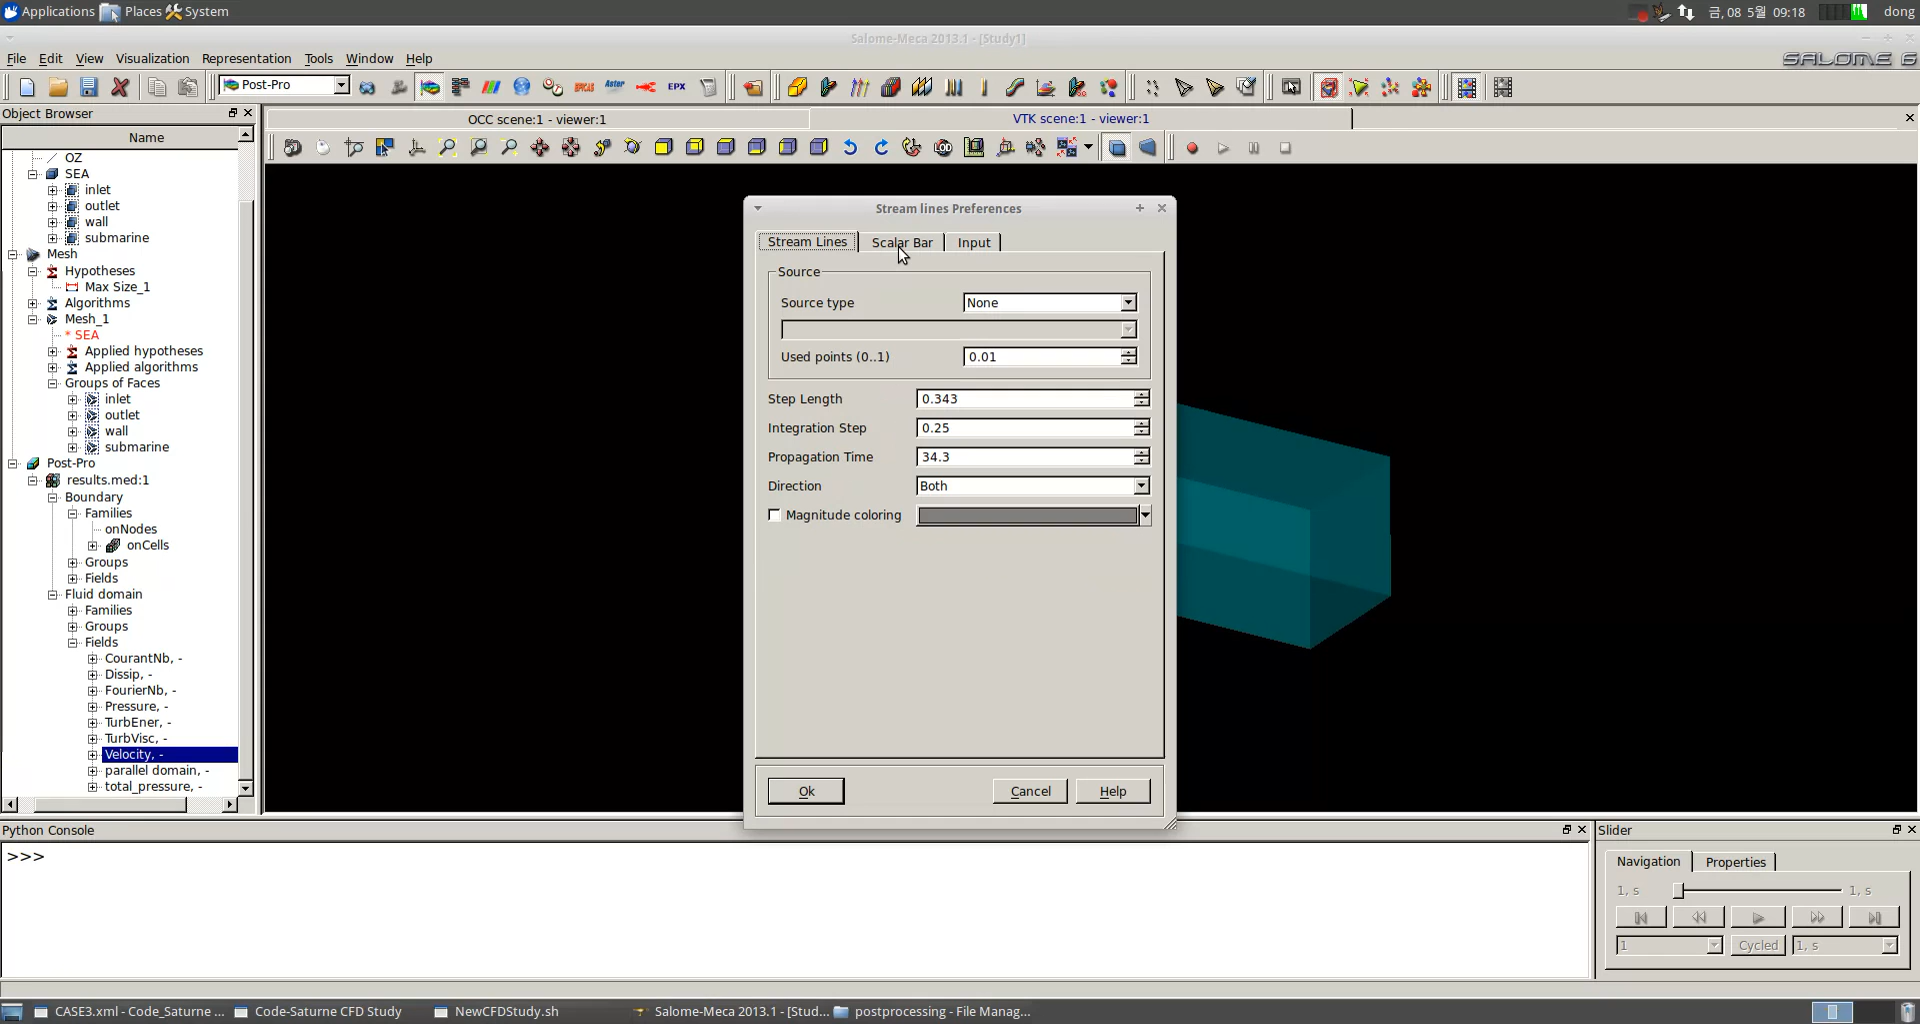 Applications Places System
금, 08 5월 09:18 dong
Salome-Meca 2013.1 - [Study1]
File Edit View Visualization Representation Tools Window Help
SALOME 6
Post-Pro
EPX
Object Browser
OCC scene:1 - viewer:1
VTK scene:1 - viewer:1
Name
OZ
SEA
inlet
outlet
wall
submarine
Mesh
Hypotheses
Max Size_1
Algorithms
Mesh_1
* SEA
Applied hypotheses
Applied algorithms
Groups of Faces
inlet
outlet
wall
submarine
Post-Pro
results.med:1
Boundary
Families
onNodes
onCells
Groups
Fields
Fluid domain
Families
Groups
Fields
CourantNb, -
Dissip, -
FourierNb, -
Pressure, -
TurbEner, -
TurbVisc, -
Velocity, -
parallel domain, -
total_pressure, -
LOD
Stream lines Preferences
Stream Lines Scalar Bar Input
Source
Source type None
Used points (0..1) 0.01
Step Length 0.343
Integration Step 0.25
Propagation Time 34.3
Direction Both
Magnitude coloring
Ok Cancel Help
Python Console
>>>
Slider
Navigation Properties
1, s 1, s
1 Cycled 1, s
CASE3.xml - Code_Saturne ... Code-Saturne CFD Study NewCFDStudy.sh Salome-Meca 2013.1 - [Stud... postprocessing - File Manag...